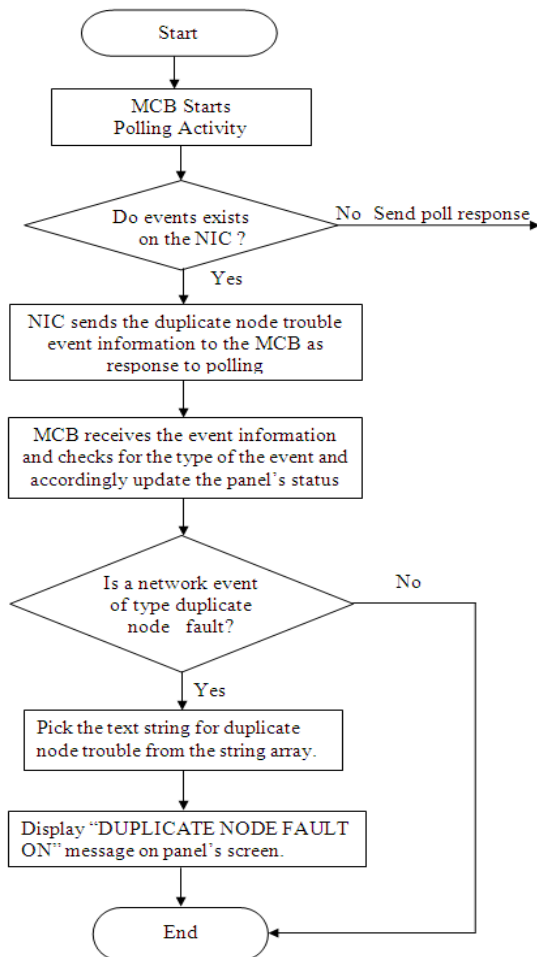 Start
MCB Starts
Polling Activity
Do events exists
on the NIC ?
No Send poll response
Yes
NIC sends the duplicate node trouble
event information to the MCB as
response to polling
MCB receives the event information
and checks for the type of the event and
accordingly update the panel's status
Is a network event
of type duplicate
node fault?
No
Yes
Pick the text string for duplicate
node trouble from the string array.
Display “DUPLICATE NODE FAULT
ON” message on panel's screen.
End